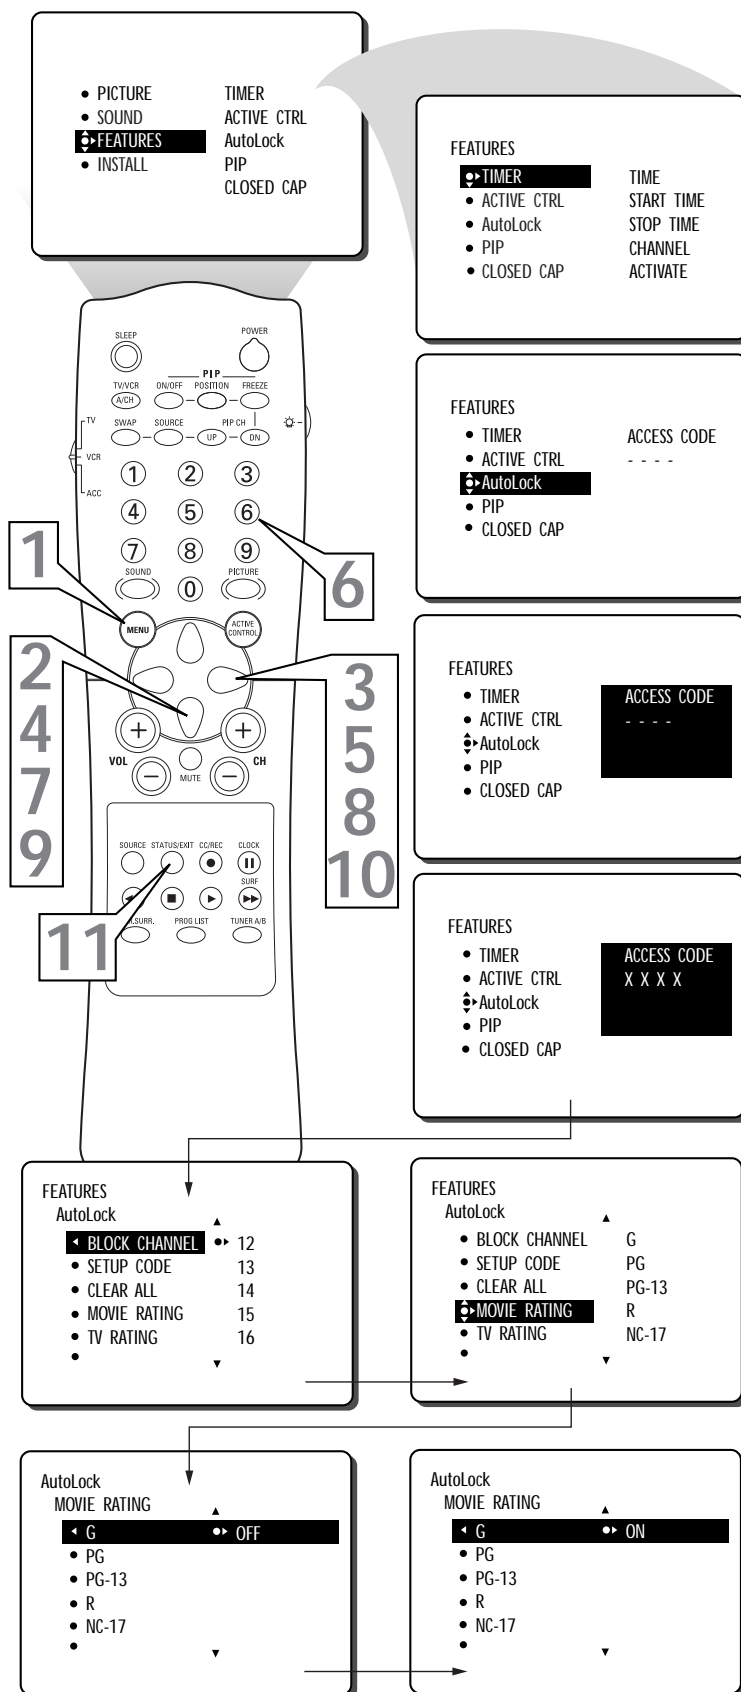 PICTURE TIMER
SOUND ACTIVE CTRL
FEATURES AutoLock
INSTALL PIP
CLOSED CAP
FEATURES
TIMER TIME
ACTIVE CTRL START TIME
AutoLock STOP TIME
PIP CHANNEL
CLOSED CAP ACTIVATE
SLEEP POWER
PIP
TV/VCR ON/OFF POSITION FREEZE
A/CH
TV SWAP SOURCE PIP CH
UP DN
VCR
ACC
1 2 3
4 5 6
7 8 9
SOUND 0 PICTURE
MENU ACTIVE CONTROL
VOL MUTE CH
SOURCE STATUS/EXIT CC/REC CLOCK
SURF
.SURR. PROG LIST TUNER A/B
1
6
2
4
7
9
3
5
8
10
11
FEATURES
TIMER ACCESS CODE
ACTIVE CTRL - - - -
AutoLock
PIP
CLOSED CAP
FEATURES
TIMER ACCESS CODE
ACTIVE CTRL - - - -
AutoLock
PIP
CLOSED CAP
FEATURES
TIMER ACCESS CODE
ACTIVE CTRL X X X X
AutoLock
PIP
CLOSED CAP
FEATURES
AutoLock
BLOCK CHANNEL 12
SETUP CODE 13
CLEAR ALL 14
MOVIE RATING 15
TV RATING 16
FEATURES
AutoLock
BLOCK CHANNEL G
SETUP CODE PG
CLEAR ALL PG-13
MOVIE RATING R
TV RATING NC-17
AutoLock
MOVIE RATING
G OFF
PG
PG-13
R
NC-17
AutoLock
MOVIE RATING
G ON
PG
PG-13
R
NC-17